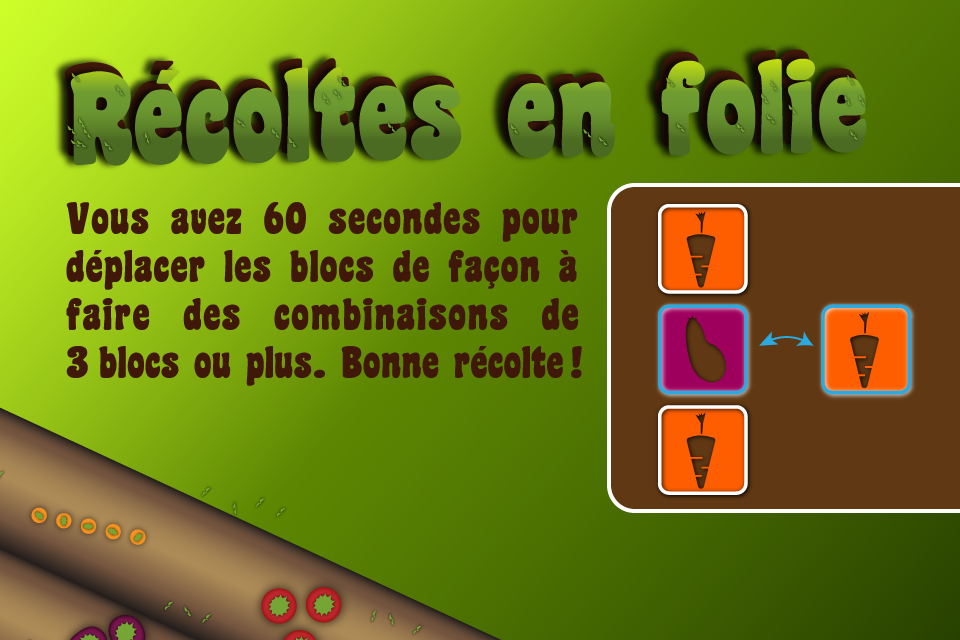 Récoltes en folie
Vous avez 60 secondes pour
déplacer les blocs de façon à
faire des combinaisons de
3 blocs ou plus. Bonne récolte !